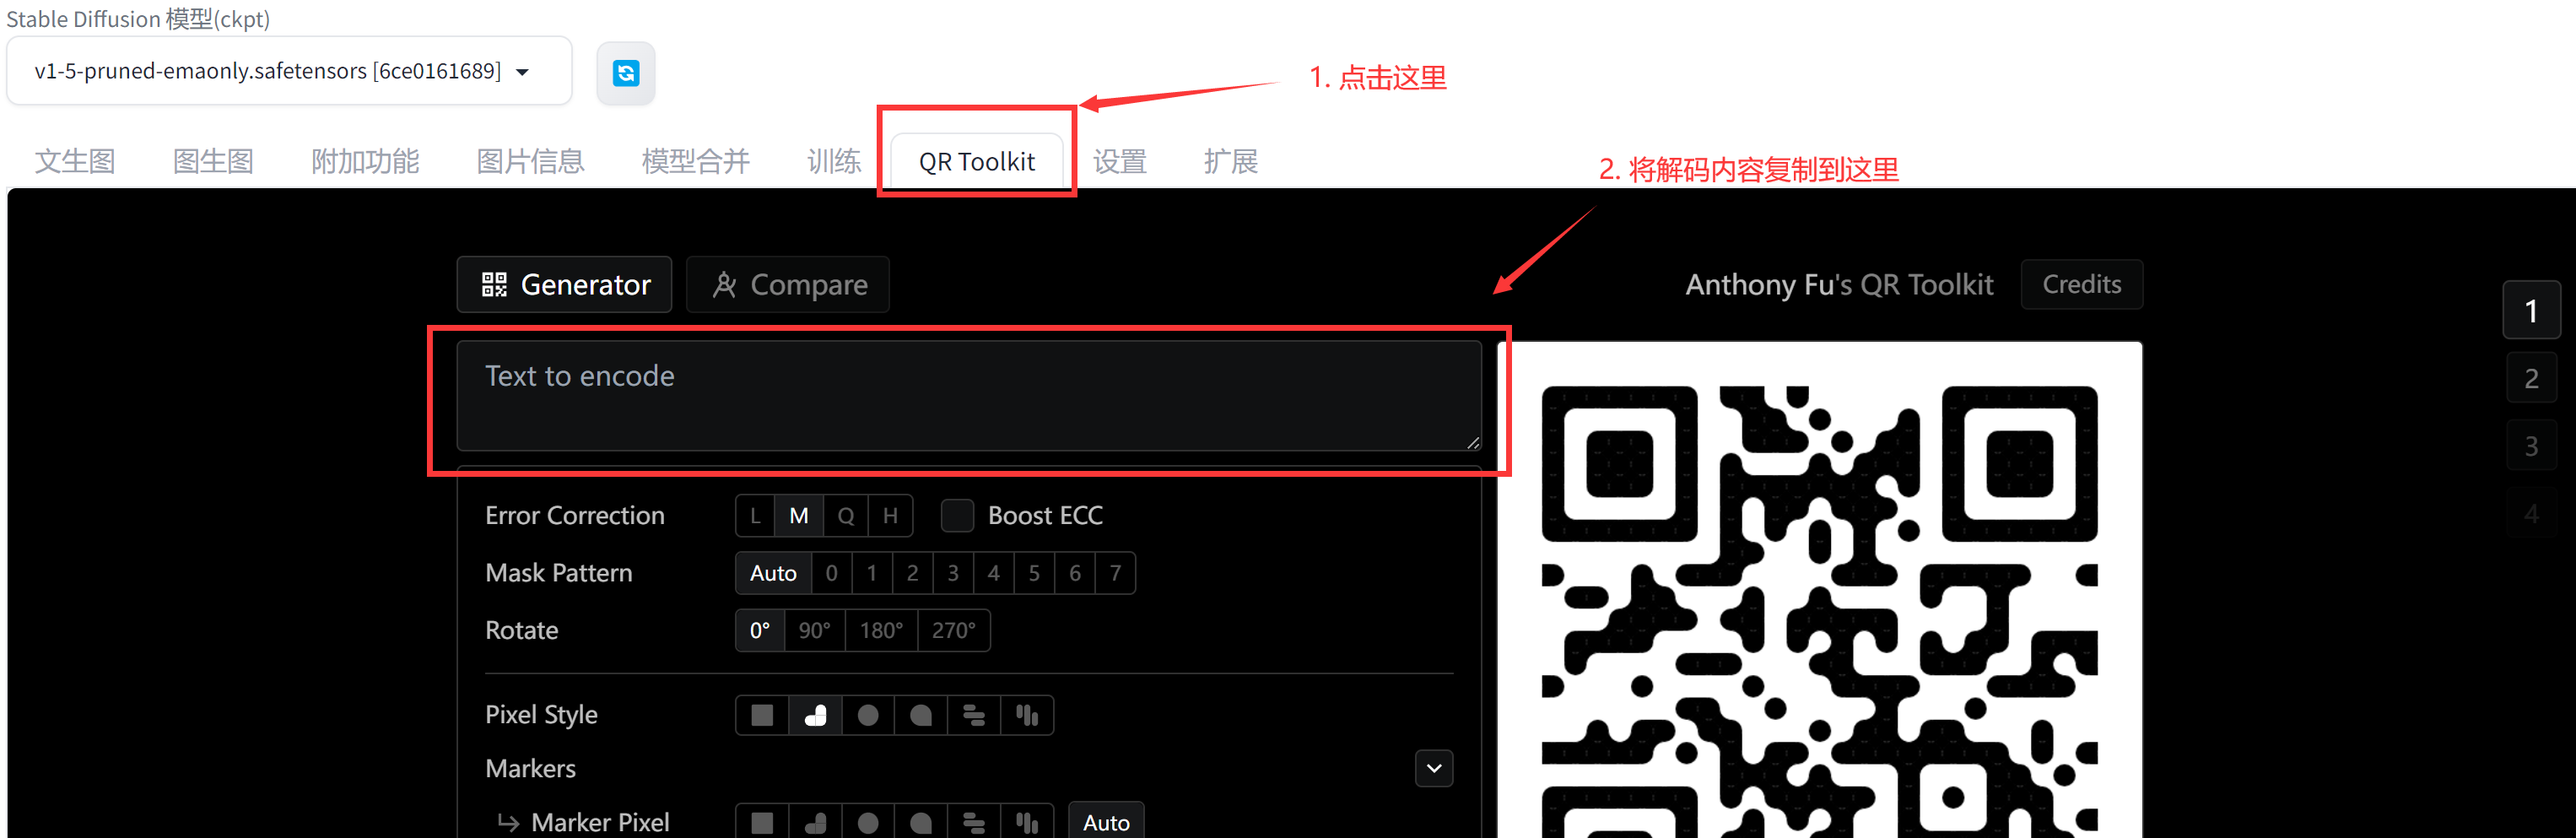 Stable Diffusion 模型(ckpt)
v1-5-pruned-emaonly.safetensors [6ce0161689]
1. 点击这里
文生图 图生图 附加功能 图片信息 模型合并 训练 QR Toolkit 设置 扩展
2. 将解码内容复制到这里
Generator Compare
Anthony Fu's QR Toolkit Credits
1
2
3
4
Text to encode
Error Correction L M Q H Boost ECC
Mask Pattern Auto 0 1 2 3 4 5 6 7
Rotate 0° 90° 180° 270°
Pixel Style
Markers
Marker Pixel Auto